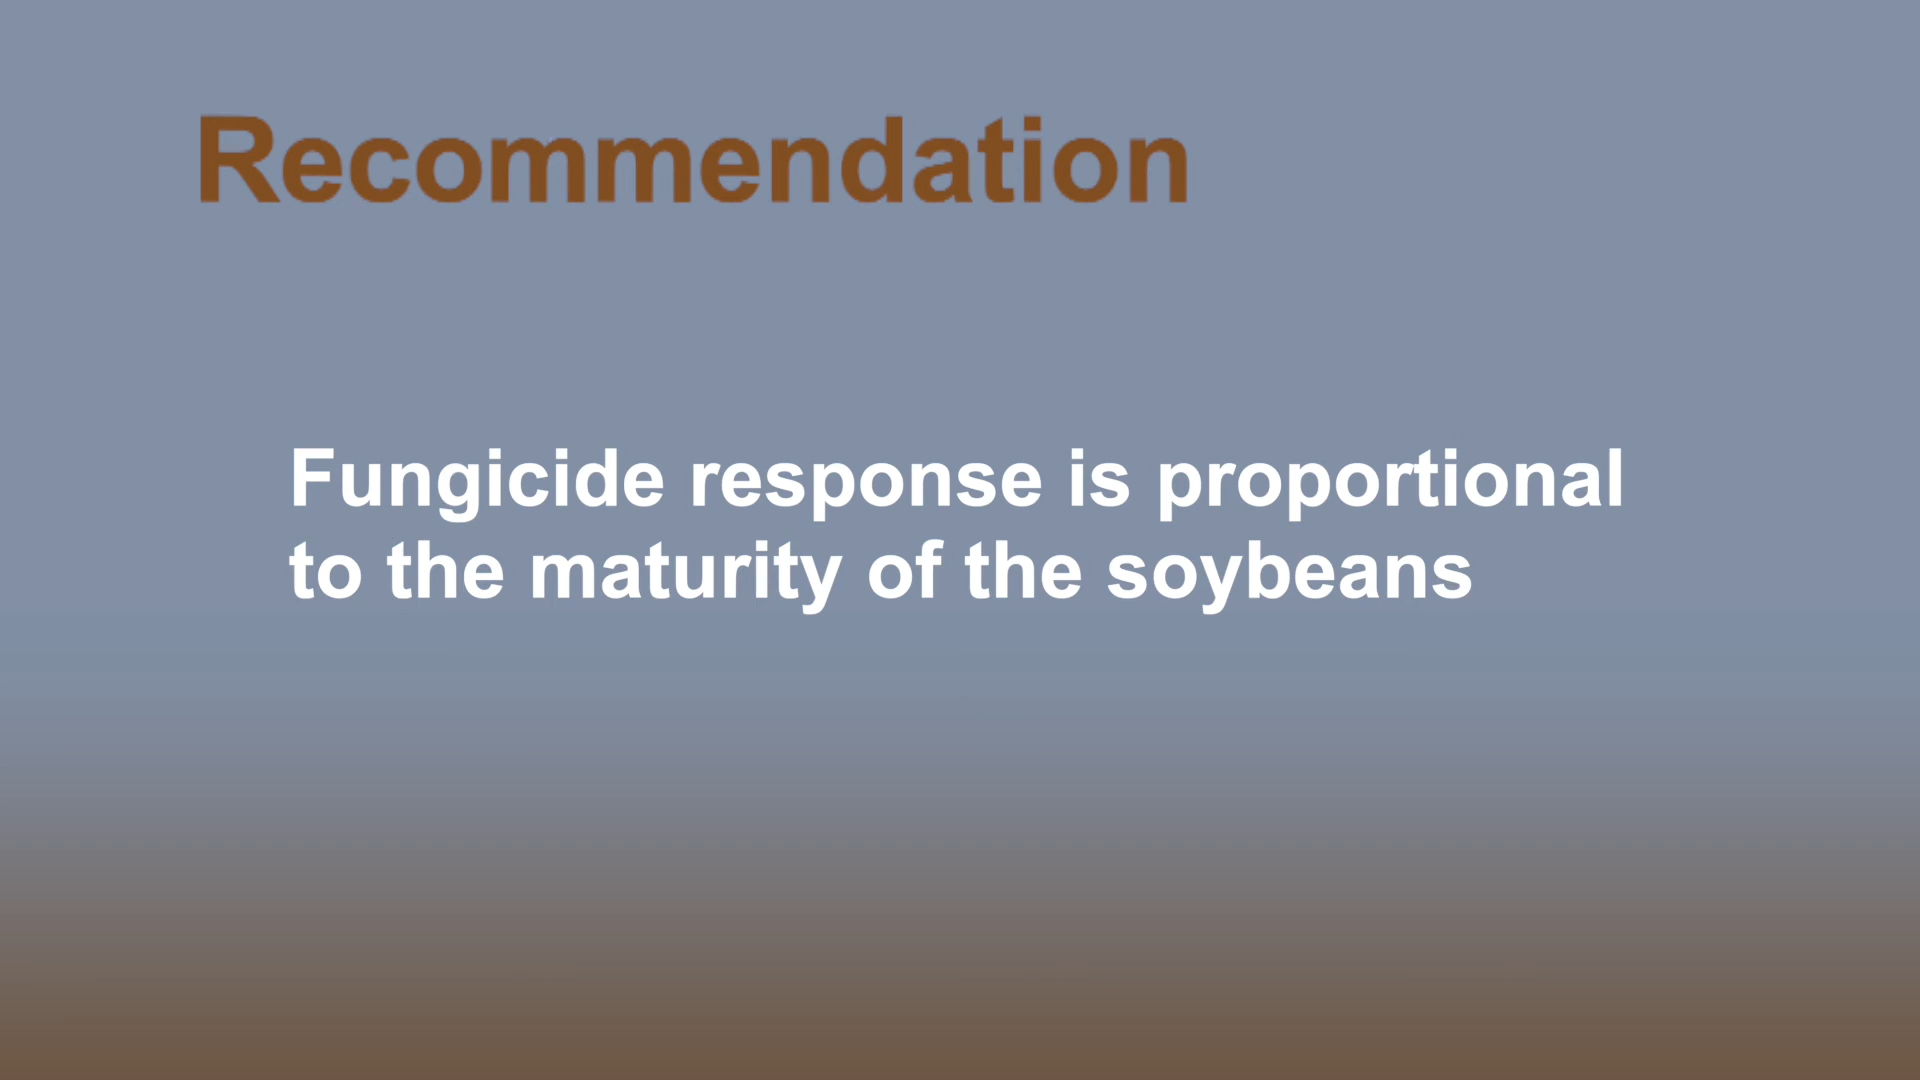 Recommendation
Fungicide response is proportional
to the maturity of the soybeans